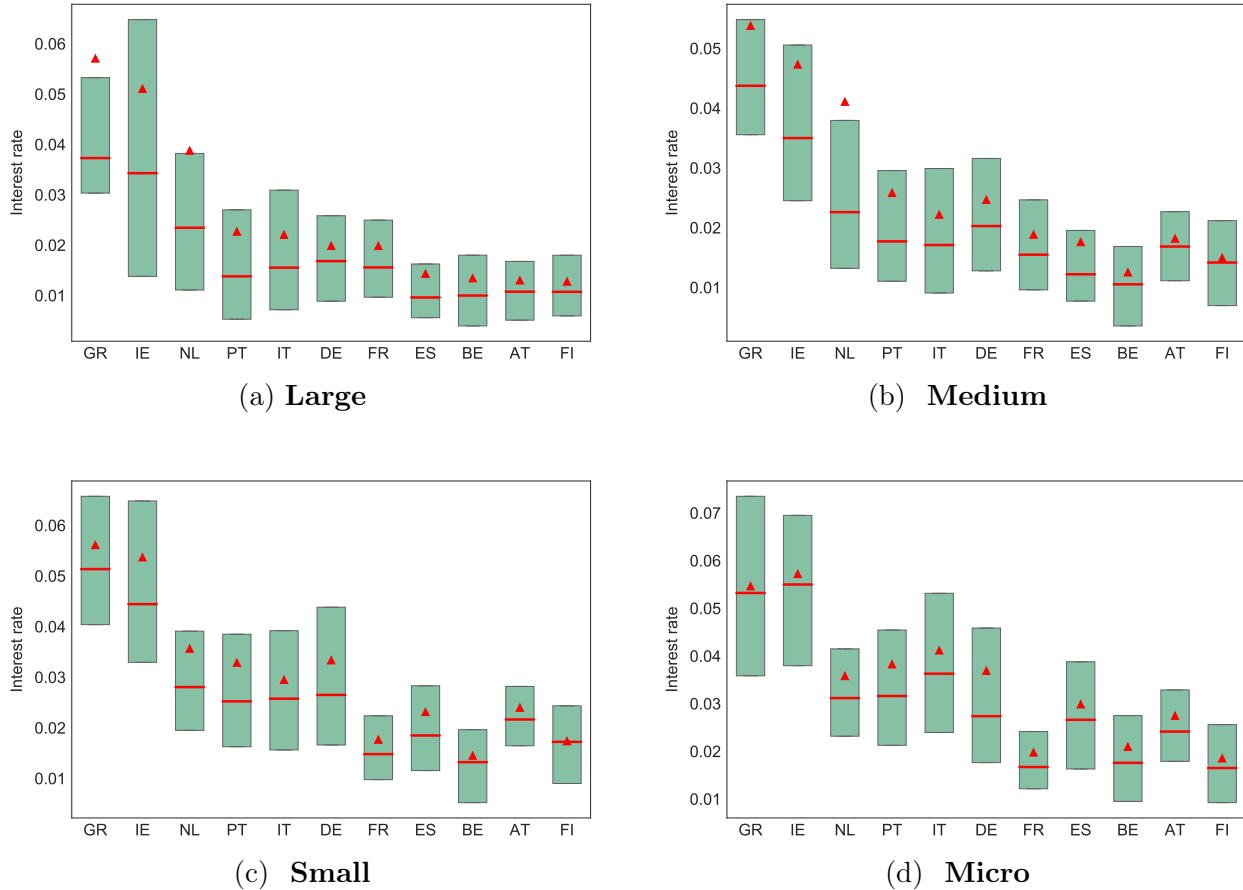 Interest rate
0.06
0.05
0.04
0.03
0.02
0.01
GR IE NL PT IT DE FR ES BE AT FI
(a) Large
Interest rate
0.05
0.04
0.03
0.02
0.01
GR IE NL PT IT DE FR ES BE AT FI
(b) Medium
Interest rate
0.06
0.05
0.04
0.03
0.02
0.01
GR IE NL PT IT DE FR ES BE AT FI
(c) Small
Interest rate
0.07
0.06
0.05
0.04
0.03
0.02
0.01
GR IE NL PT IT DE FR ES BE AT FI
(d) Micro